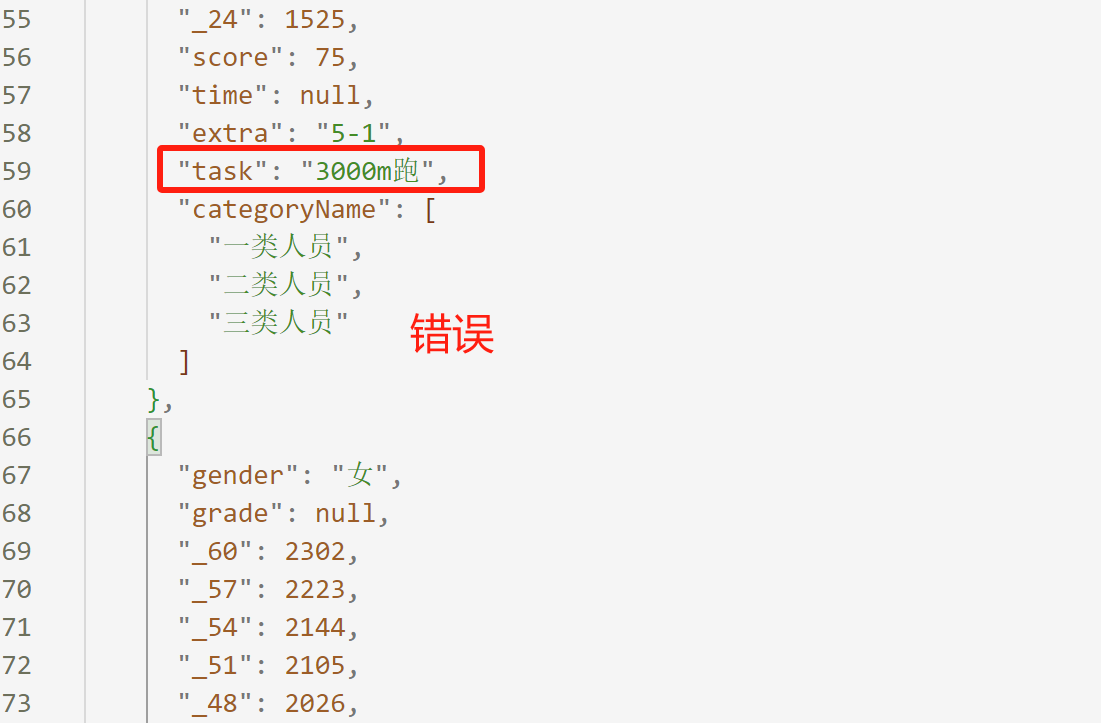 55 "_24": 1525,
56 "score": 75,
57 "time": null,
58 "extra": "5-1",
59 "task": "3000m跑",
60 "categoryName": [
61 "一类人员",
62 "二类人员",
63 "三类人员"
错误
64 ]
65 },
66 {
67 "gender": "女",
68 "grade": null,
69 "_60": 2302,
70 "_57": 2223,
71 "_54": 2144,
72 "_51": 2105,
73 "_48": 2026,